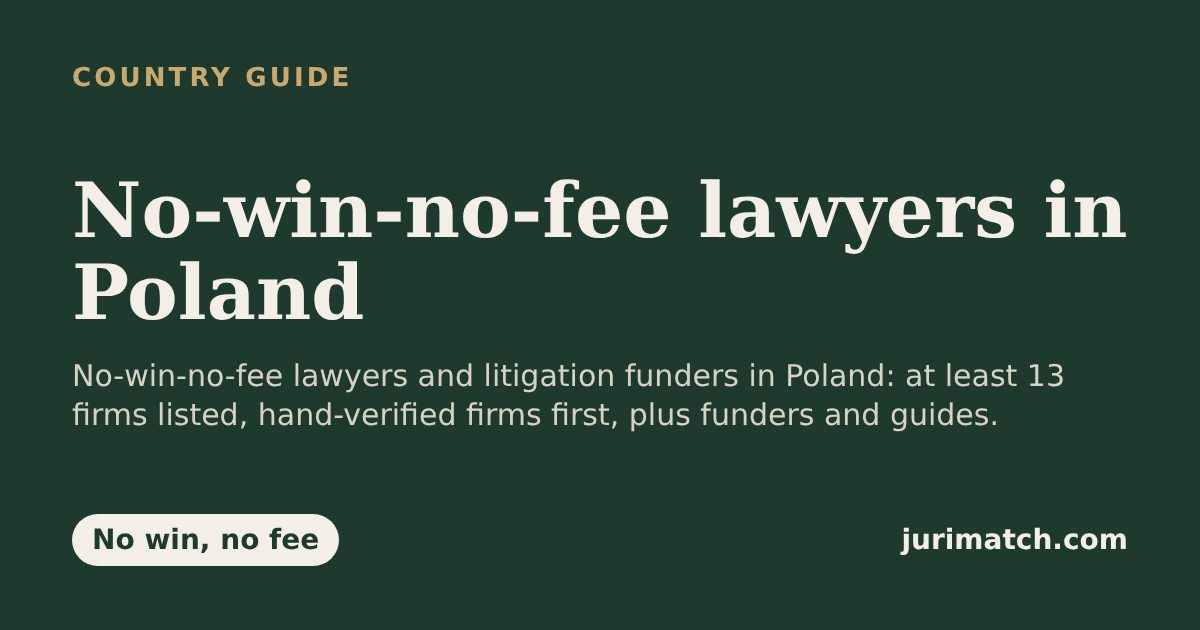 COUNTRY GUIDE
No-win-no-fee lawyers in
Poland
No-win-no-fee lawyers and litigation funders in Poland: at least 13
firms listed, hand-verified firms first, plus funders and guides.
No win, no fee
jurimatch.com